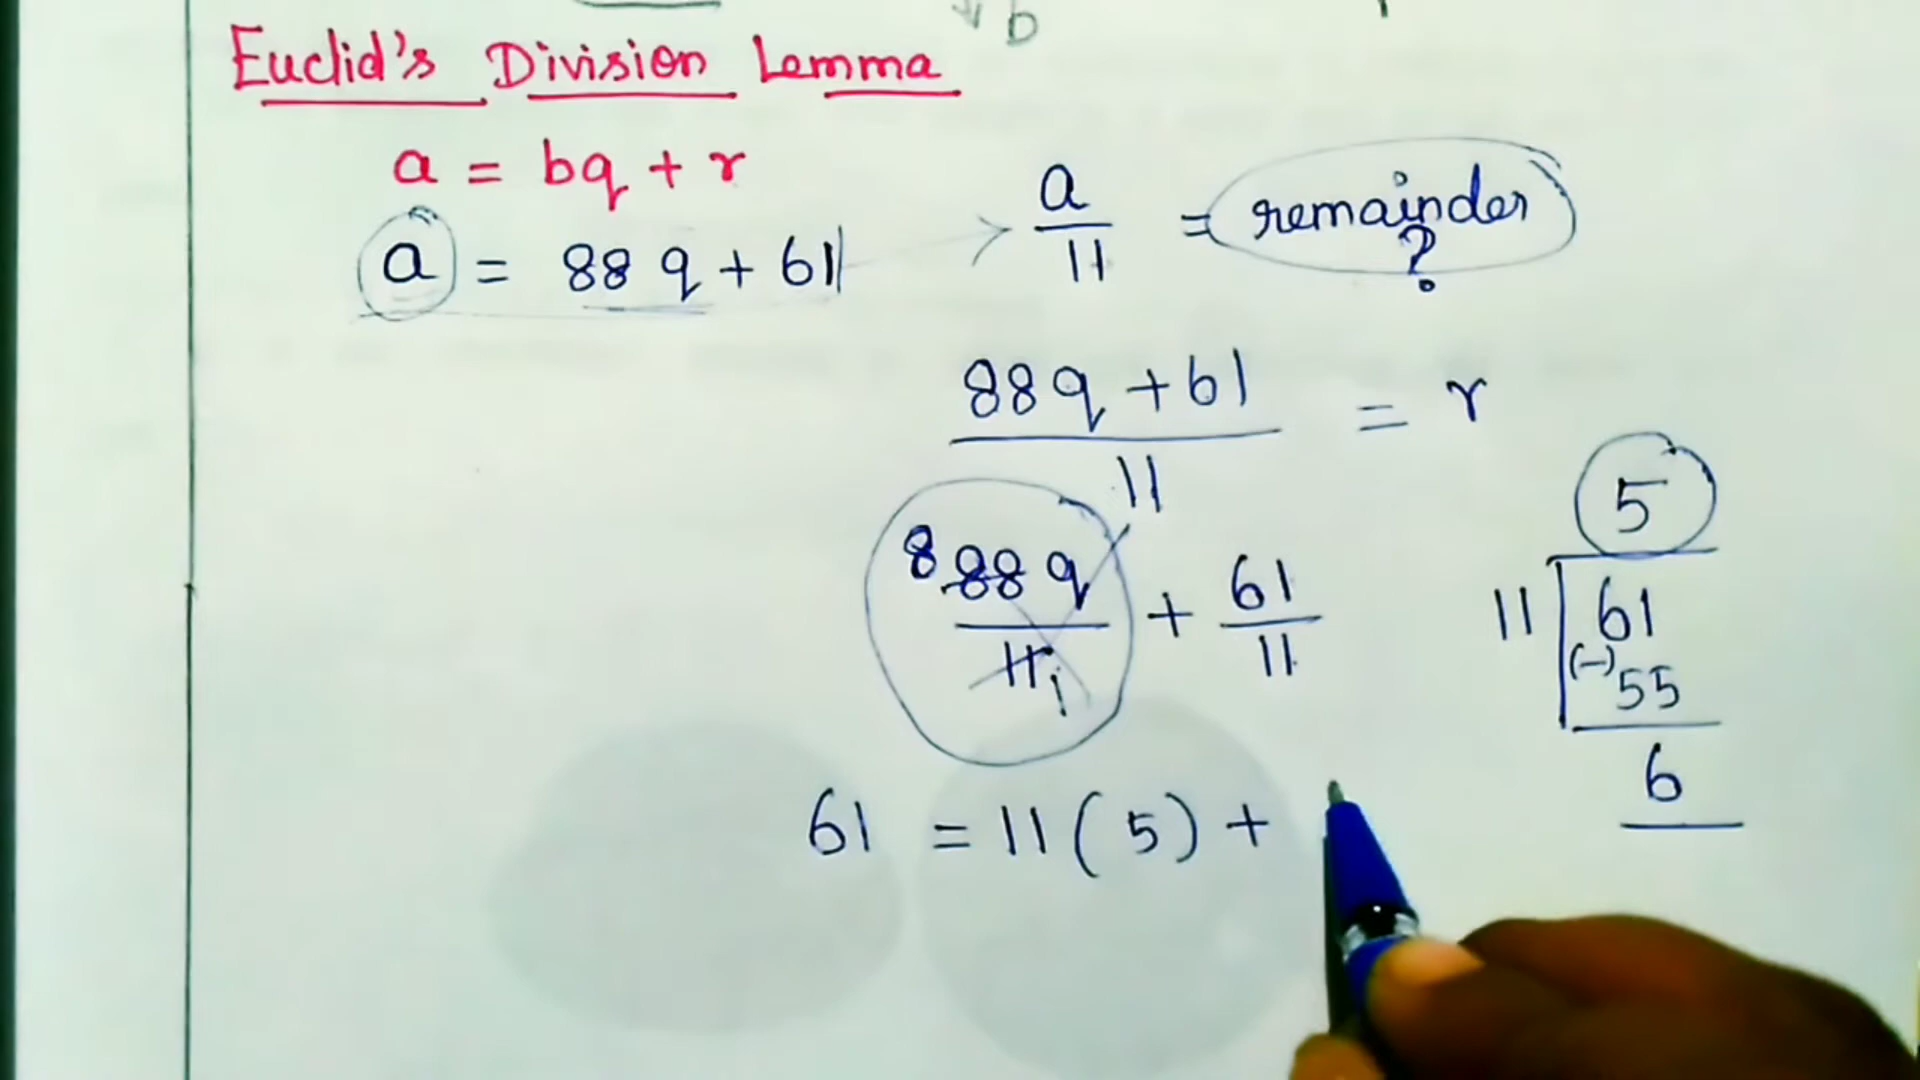 b
Euclid's Division Lemma
a = bq + r
a = 88 q + 61
a
11
= remainder
?
88q + 61
11
= r
8 88 q
11 1
+ 61
11
5
11 61
(-) 55
6
61 = 11 ( 5 ) +